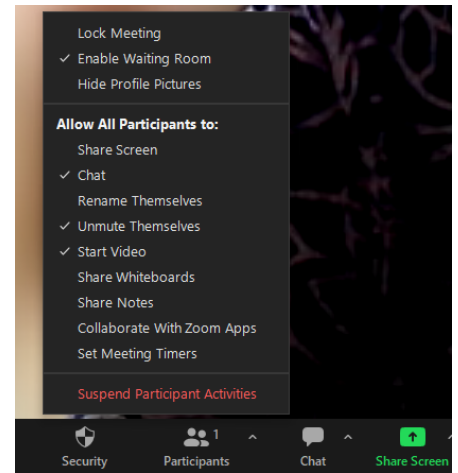 Lock Meeting
✓ Enable Waiting Room
Hide Profile Pictures
Allow All Participants to:
Share Screen
✓ Chat
Rename Themselves
✓ Unmute Themselves
✓ Start Video
Share Whiteboards
Share Notes
Collaborate With Zoom Apps
Set Meeting Timers
Suspend Participant Activities
1
Security Participants Chat Share Screen